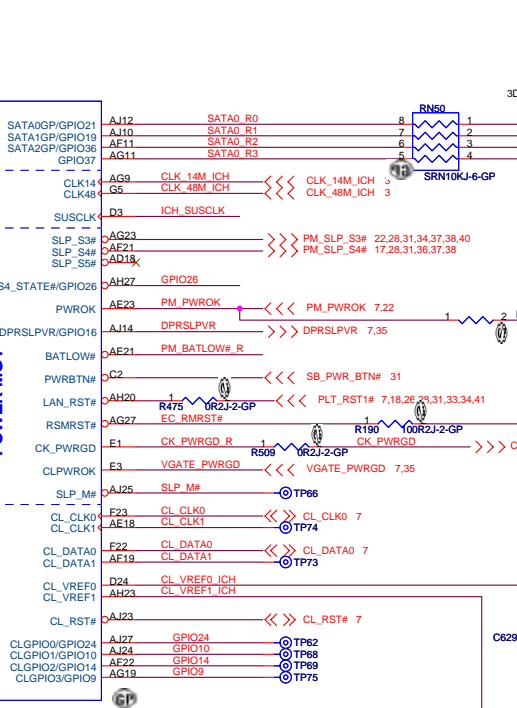 3D
RN50
SATA0GP/GPIO21 AJ12 SATA0_R0 8 1
SATA1GP/GPIO19 AJ10 SATA0_R1 7 2
SATA2GP/GPIO36 AF11 SATA0_R2 6 3
GPIO37 AG11 SATA0_R3 5 4
SRN10KJ-6-GP
CLK14 AG9 CLK_14M_ICH CLK_14M_ICH 3
CLK48 G5 CLK_48M_ICH CLK_48M_ICH 3
SUSCLK D3 ICH_SUSCLK
SLP_S3# AG23 PM_SLP_S3# 22,28,31,34,37,38,40
SLP_S4# AF21 PM_SLP_S4# 17,28,31,36,37,38
SLP_S5# AD18
S4_STATE#/GPIO26 AH27 GPIO26
PWROK AE23 PM_PWROK PM_PWROK 7,22
1 2
DPRSLPVR/GPIO16 AJ14 DPRSLPVR DPRSLPVR 7,35
BATLOW# AE21 PM_BATLOW#_R
PWRBTN# C2 SB_PWR_BTN# 31
LAN_RST# AH20 1 PLT_RST1# 7,18,26,28,31,33,34,41
R475 0R2J-2-GP
RSMRST# AG27 EC_RMRST# 1
R190 100R2J-2-GP
CK_PWRGD E1 CK_PWRGD_R 1 CK_PWRGD C
R509 0R2J-2-GP
CLPWROK E3 VGATE_PWRGD VGATE_PWRGD 7,35
SLP_M# AJ25 SLP_M# TP66
CL_CLK0 F23 CL_CLK0 CL_CLK0 7
CL_CLK1 AE18 CL_CLK1 TP74
CL_DATA0 F22 CL_DATA0 CL_DATA0 7
CL_DATA1 AF19 CL_DATA1 TP73
CL_VREF0 D24 CL_VREF0_ICH
CL_VREF1 AH23 CL_VREF1_ICH
CL_RST# AJ23 CL_RST# 7
C629
CLGPIO0/GPIO24 AJ27 GPIO24 TP62
CLGPIO1/GPIO10 AJ24 GPIO10 TP68
CLGPIO2/GPIO14 AF22 GPIO14 TP69
CLGPIO3/GPIO9 AG19 GPIO9 TP75
GP